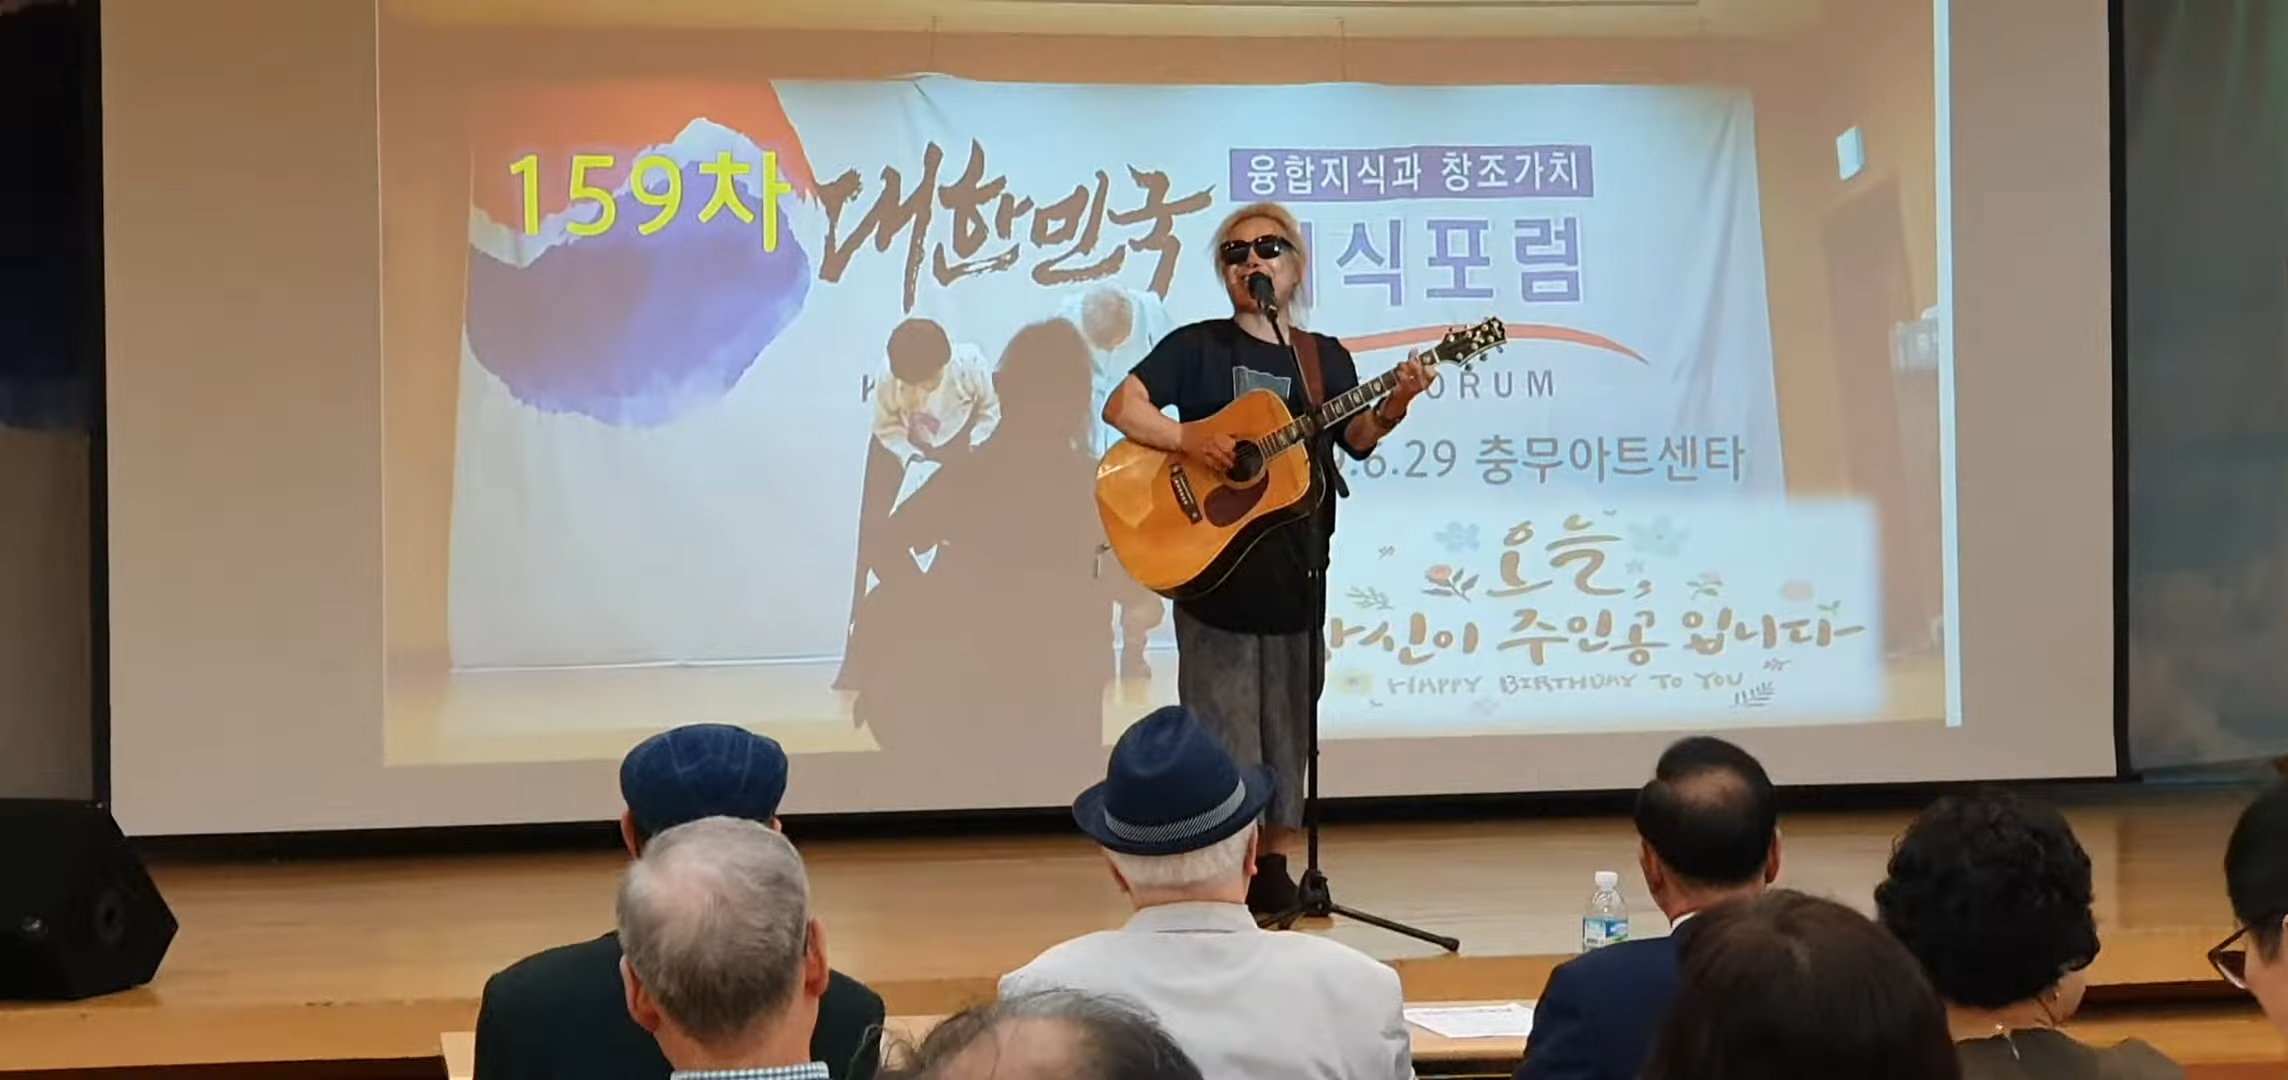 159차 대한민국
융합지식과 창조가치
식포럼
ORUM
.6.29 충무아트센타
오늘,
주인공 입니다
HAPPY BIRTHDAY TO YOU